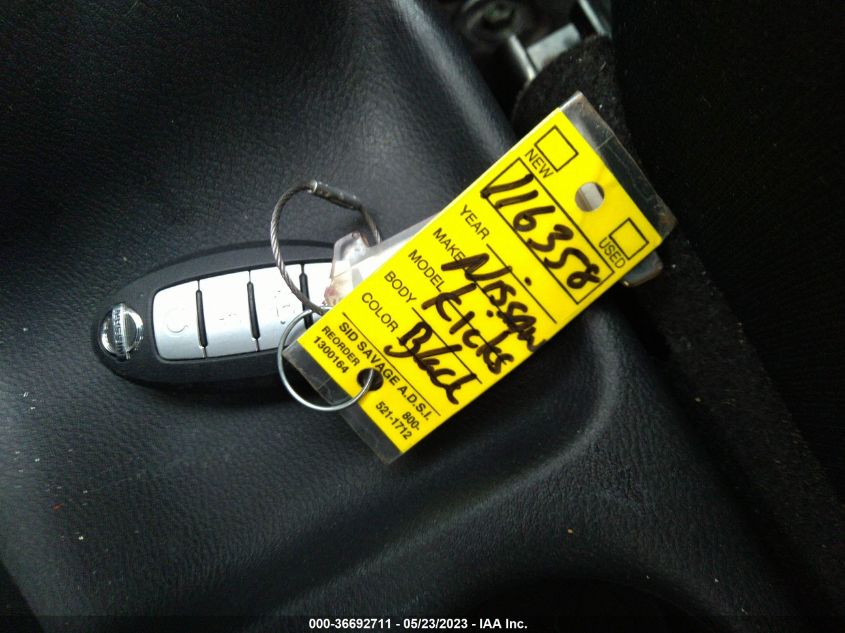 NEW
USED
116358
YEAR
MAKE Nissan
MODEL Kicks
BODY
COLOR Black
SID SAVAGE A.D.S.I.
REORDER 800-
1300164 521-1712
000-36692711 - 05/23/2023 - IAA Inc.